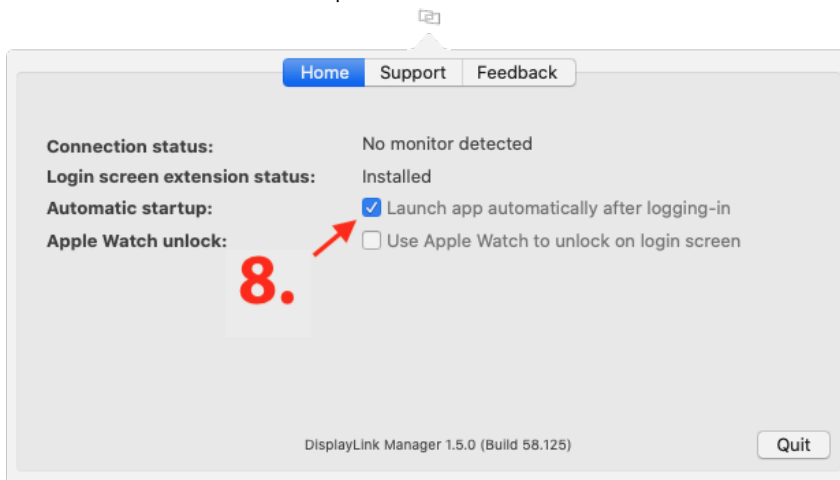 Home Support Feedback
Connection status: No monitor detected
Login screen extension status: Installed
Automatic startup: Launch app automatically after logging-in
Apple Watch unlock: Use Apple Watch to unlock on login screen
8.
DisplayLink Manager 1.5.0 (Build 58.125) Quit